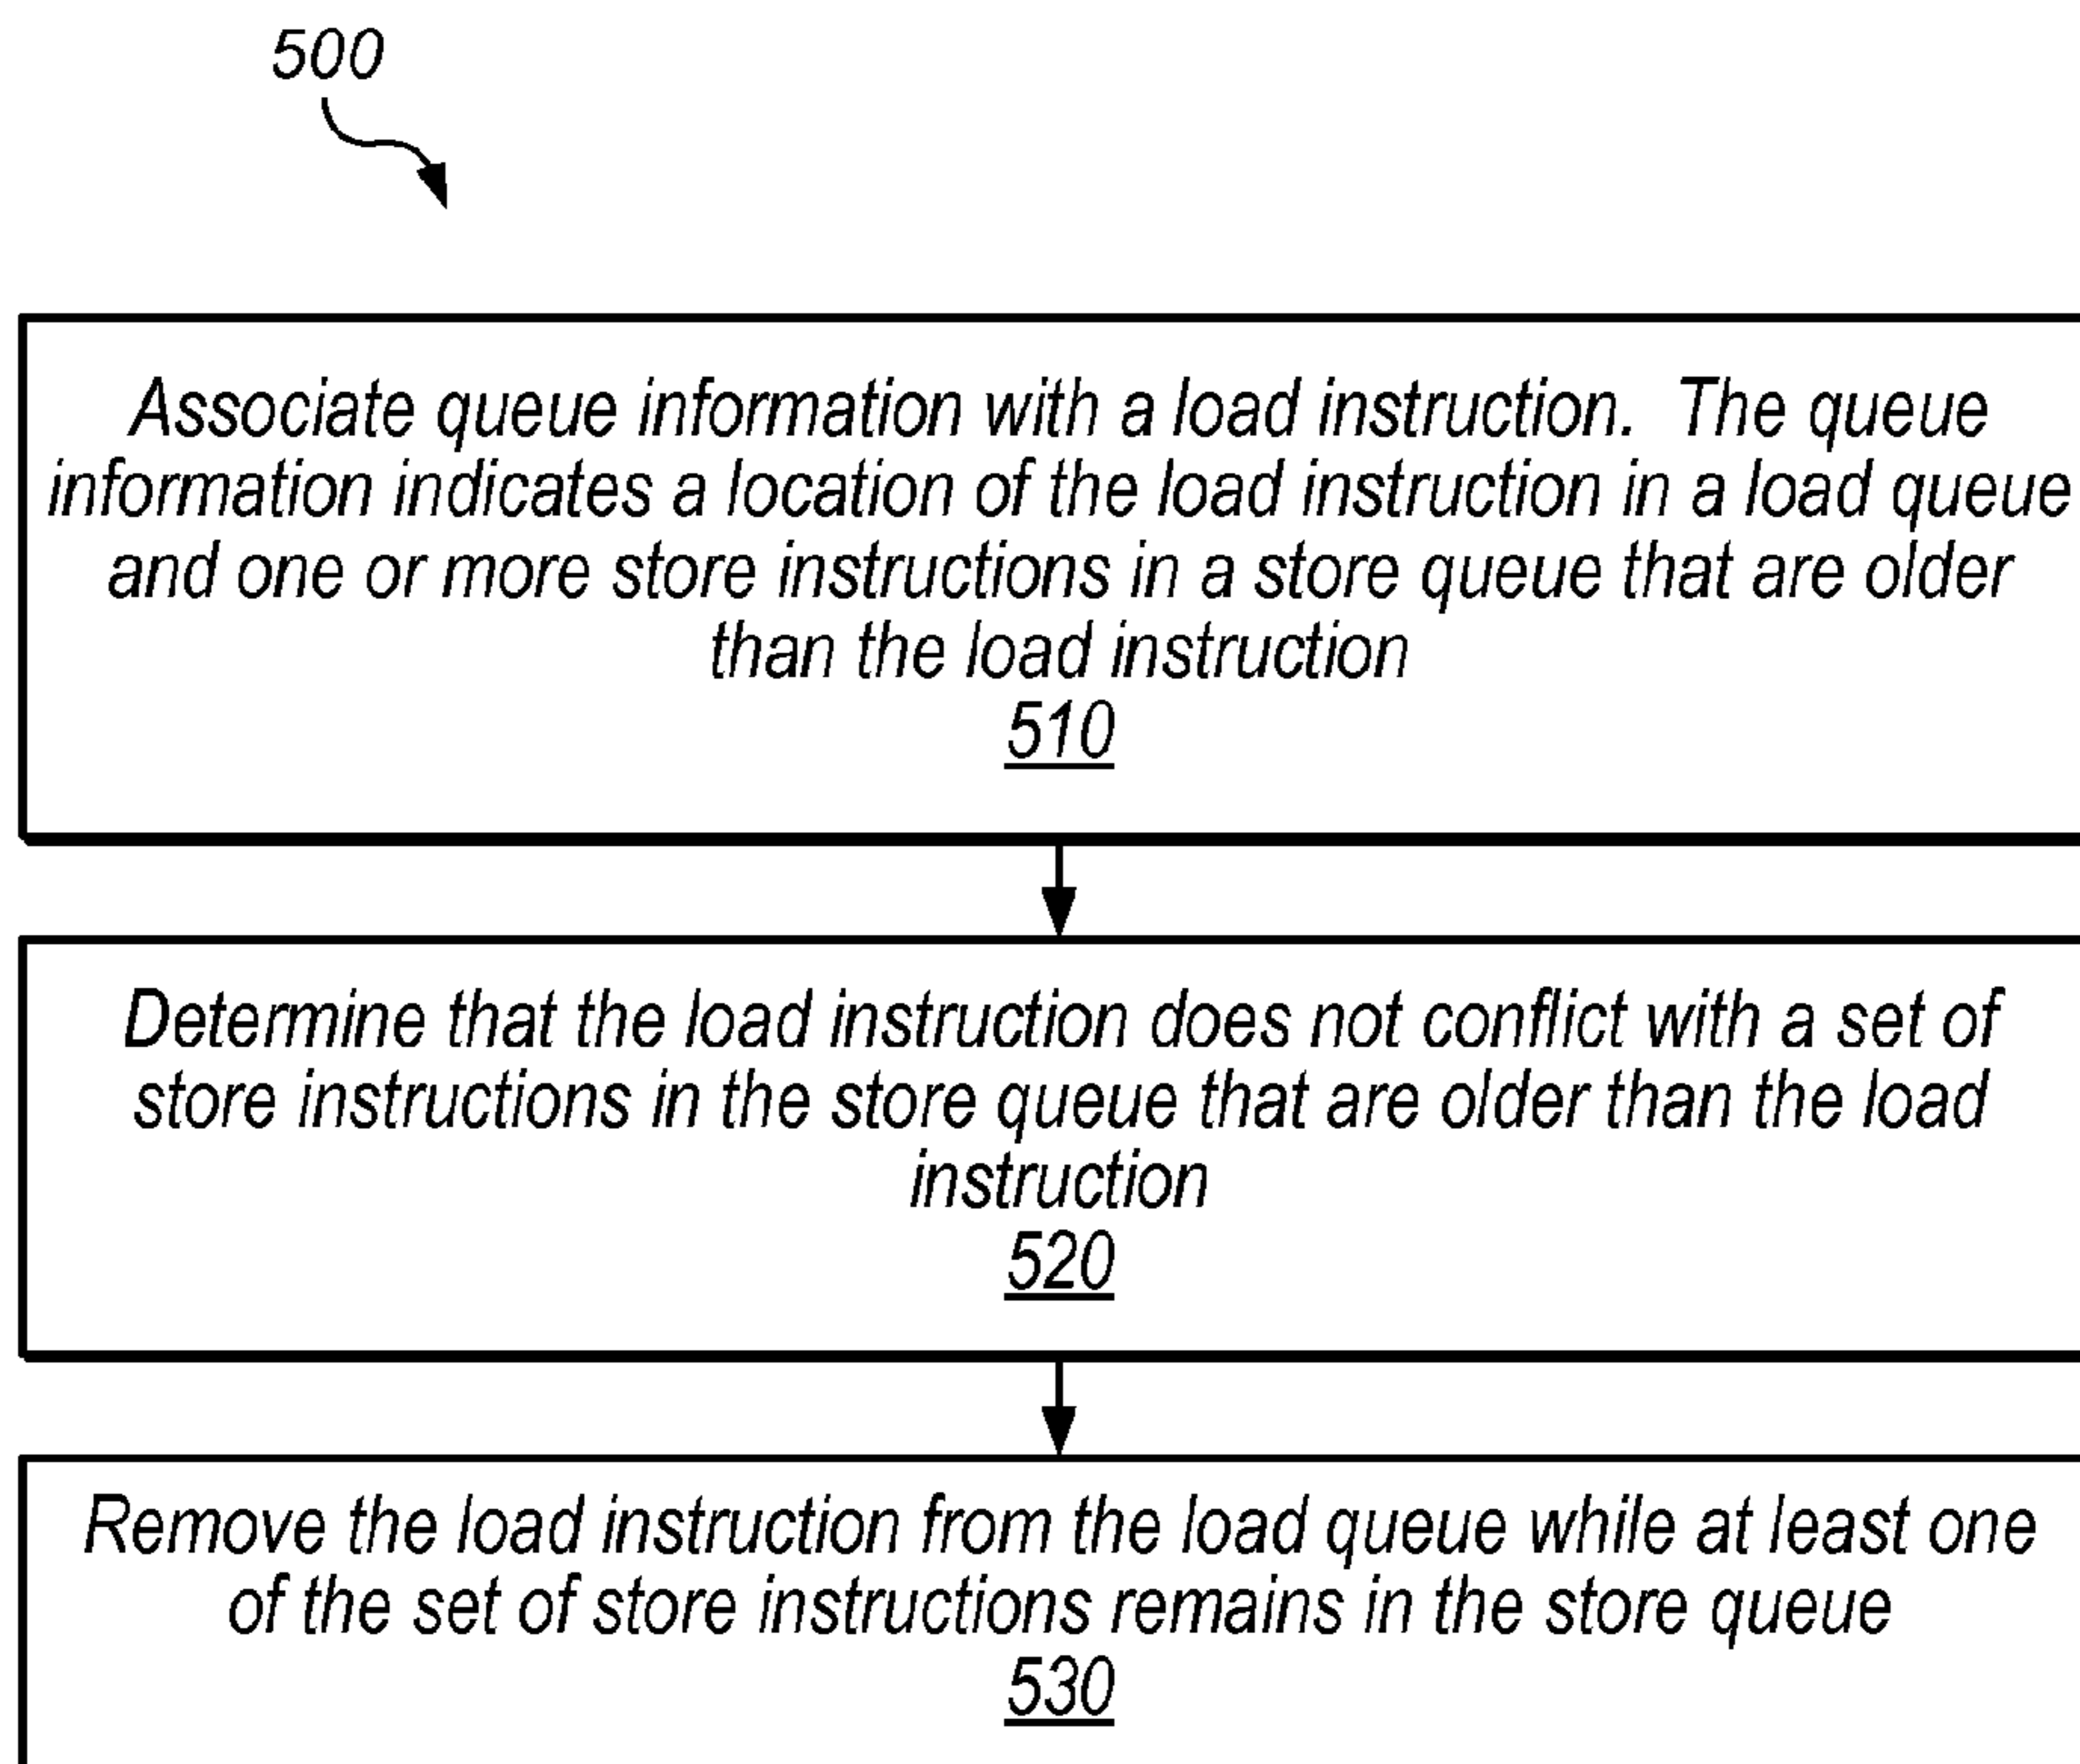 500
Associate queue information with a load instruction. The queue
information indicates a location of the load instruction in a load queue
and one or more store instructions in a store queue that are older
than the load instruction
510
Determine that the load instruction does not conflict with a set of
store instructions in the store queue that are older than the load
instruction
520
Remove the load instruction from the load queue while at least one
of the set of store instructions remains in the store queue
530